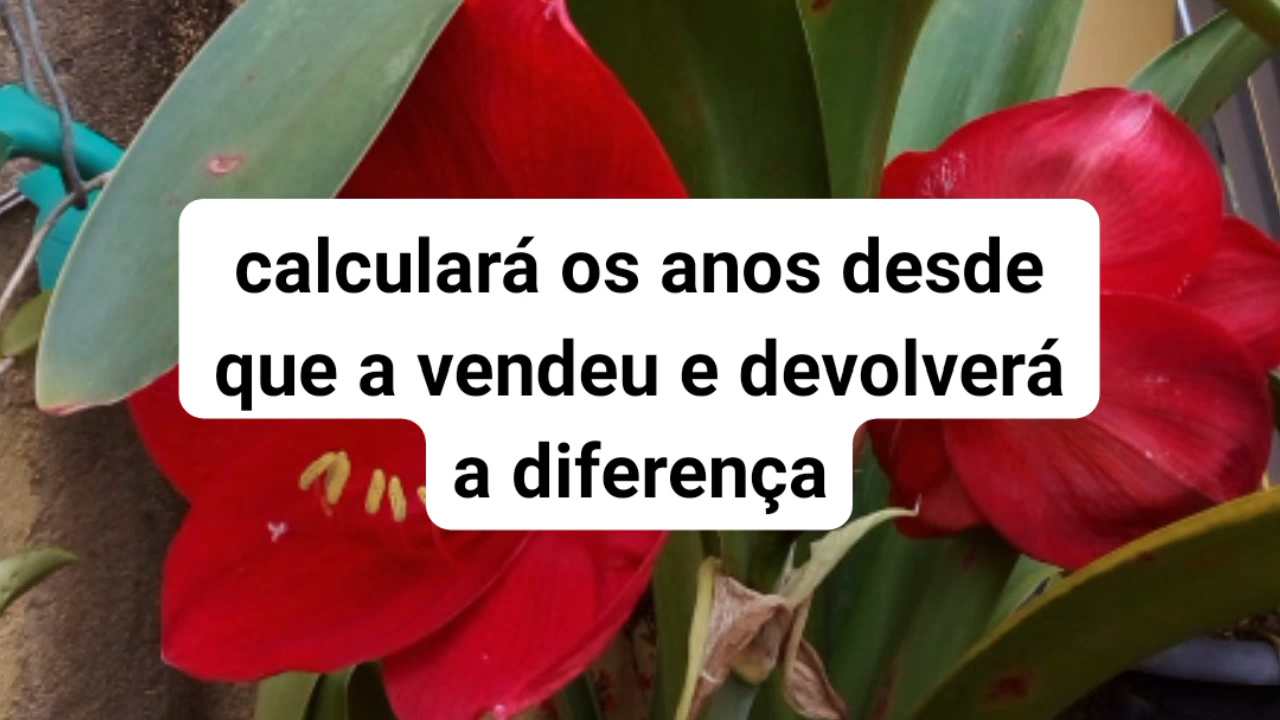 calculará os anos desde
que a vendeu e devolverá
a diferença